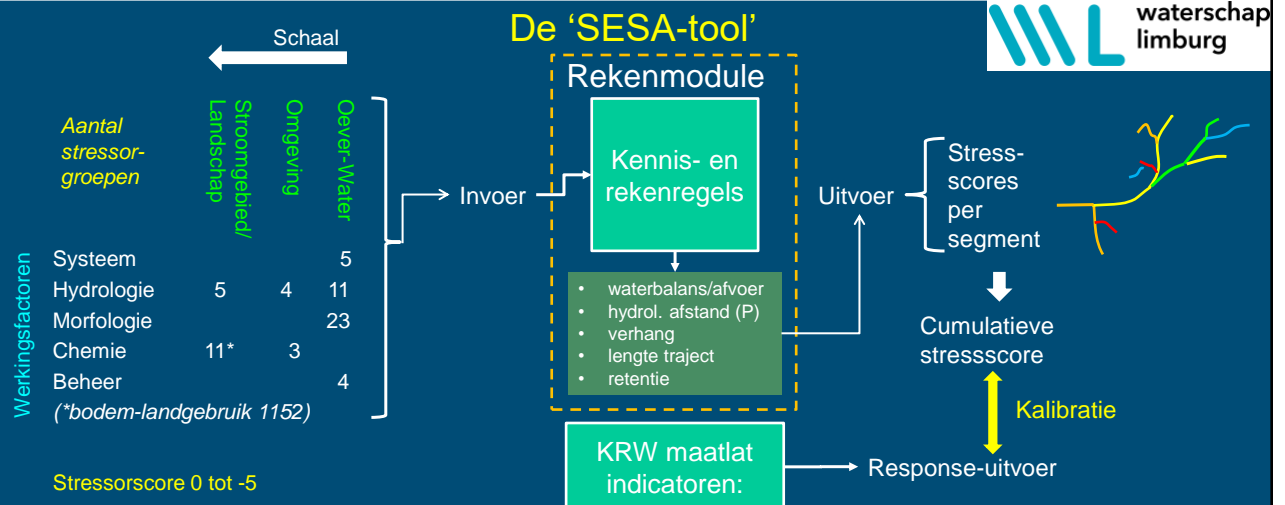 De ‘SESA-tool’
waterschap
limburg
Schaal
Aantal
stressor-
groepen
Stroomgebied/
Landschap
Omgeving
Oever-Water
Werkingsfactoren
Systeem 5
Hydrologie 5 4 11
Morfologie 23
Chemie 11* 3
Beheer 4
(*bodem-landgebruik 1152)
Stressorscore 0 tot -5
Invoer
Rekenmodule
Kennis- en
rekenregels
• waterbalans/afvoer
• hydrol. afstand (P)
• verhang
• lengte traject
• retentie
Uitvoer
Stress-
scores
per
segment
Cumulatieve
stressscore
Kalibratie
KRW maatlat
indicatoren:
Response-uitvoer